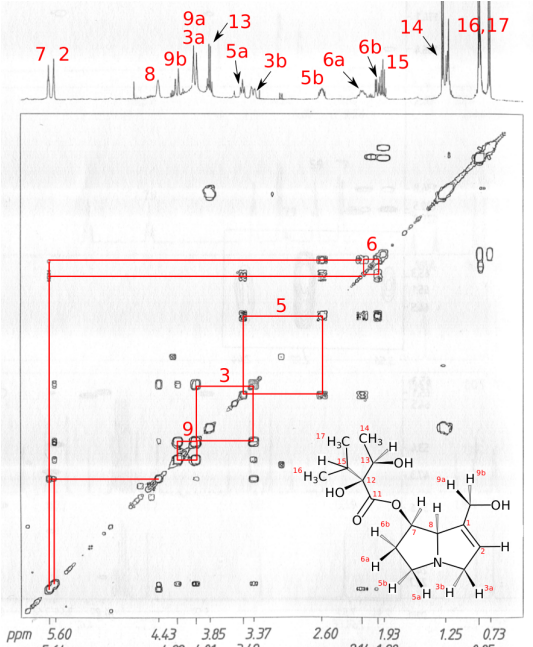 9a 13 14 16,17
3a 6b
7 2 9b 5a 3b 6a 15
8 5b
6
5
3
9
17 14
H₃C CH₃
H 13 H
15 OH
16 H₃C 12 9b
HO 9a H H
11
O O H H OH
6b 7 8 1
H 2 H
6a H N
5b H H H H
5a 3b 3a
ppm 5.60 4.43 3.85 3.37 2.60 1.93 1.25 0.73